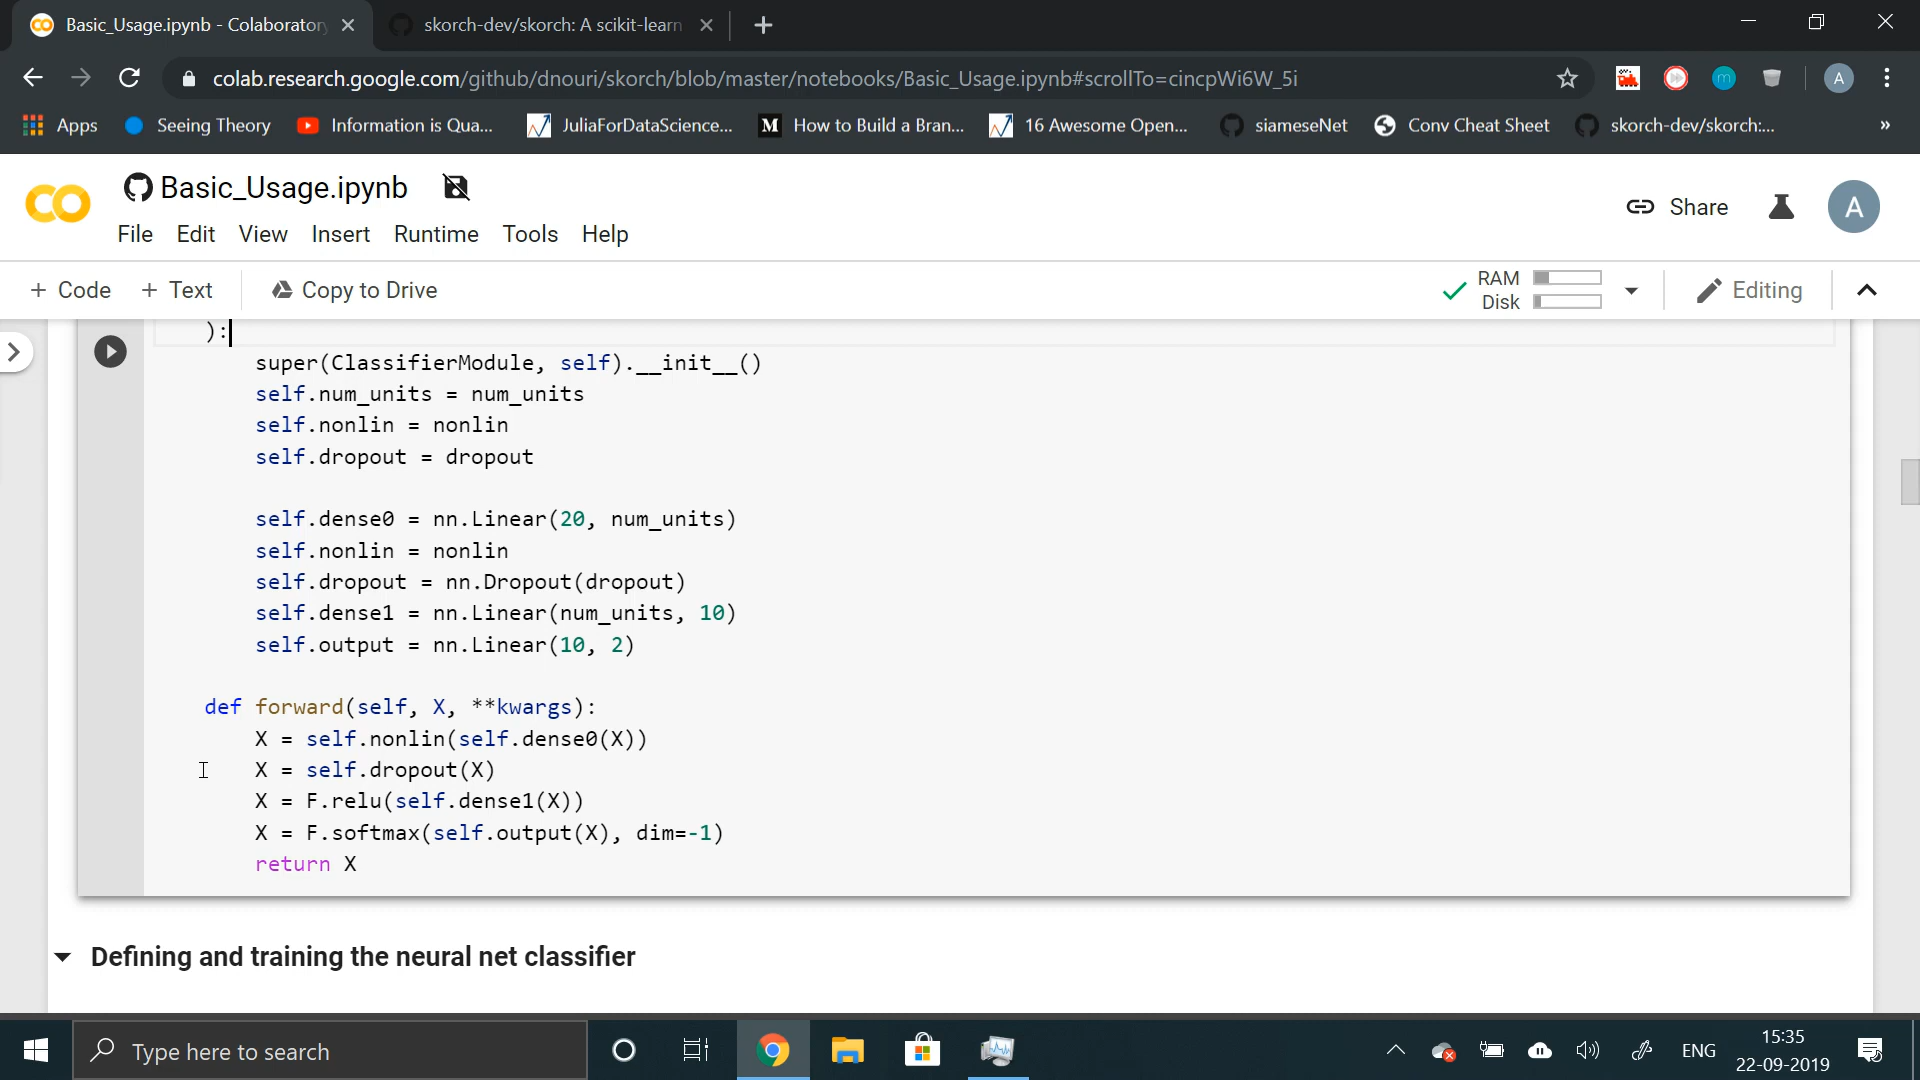 Basic_Usage.ipynb - Colaboratory
skorch-dev/skorch: A scikit-learn
colab.research.google.com/github/dnouri/skorch/blob/master/notebooks/Basic_Usage.ipynb#scrollTo=cincpWi6W_5i
A
Apps
Seeing Theory
Information is Qua...
JuliaForDataScience...
M How to Build a Bran...
16 Awesome Open...
siameseNet
Conv Cheat Sheet
skorch-dev/skorch:...
»
CO
Basic_Usage.ipynb
Share
A
File Edit View Insert Runtime Tools Help
+ Code + Text
Copy to Drive
RAM
Disk
Editing
):
super(ClassifierModule, self).__init__()
self.num_units = num_units
self.nonlin = nonlin
self.dropout = dropout
self.dense0 = nn.Linear(20, num_units)
self.nonlin = nonlin
self.dropout = nn.Dropout(dropout)
self.dense1 = nn.Linear(num_units, 10)
self.output = nn.Linear(10, 2)
def forward(self, X, **kwargs):
X = self.nonlin(self.dense0(X))
X = self.dropout(X)
X = F.relu(self.dense1(X))
X = F.softmax(self.output(X), dim=-1)
return X
Defining and training the neural net classifier
Type here to search
ENG
15:35
22-09-2019